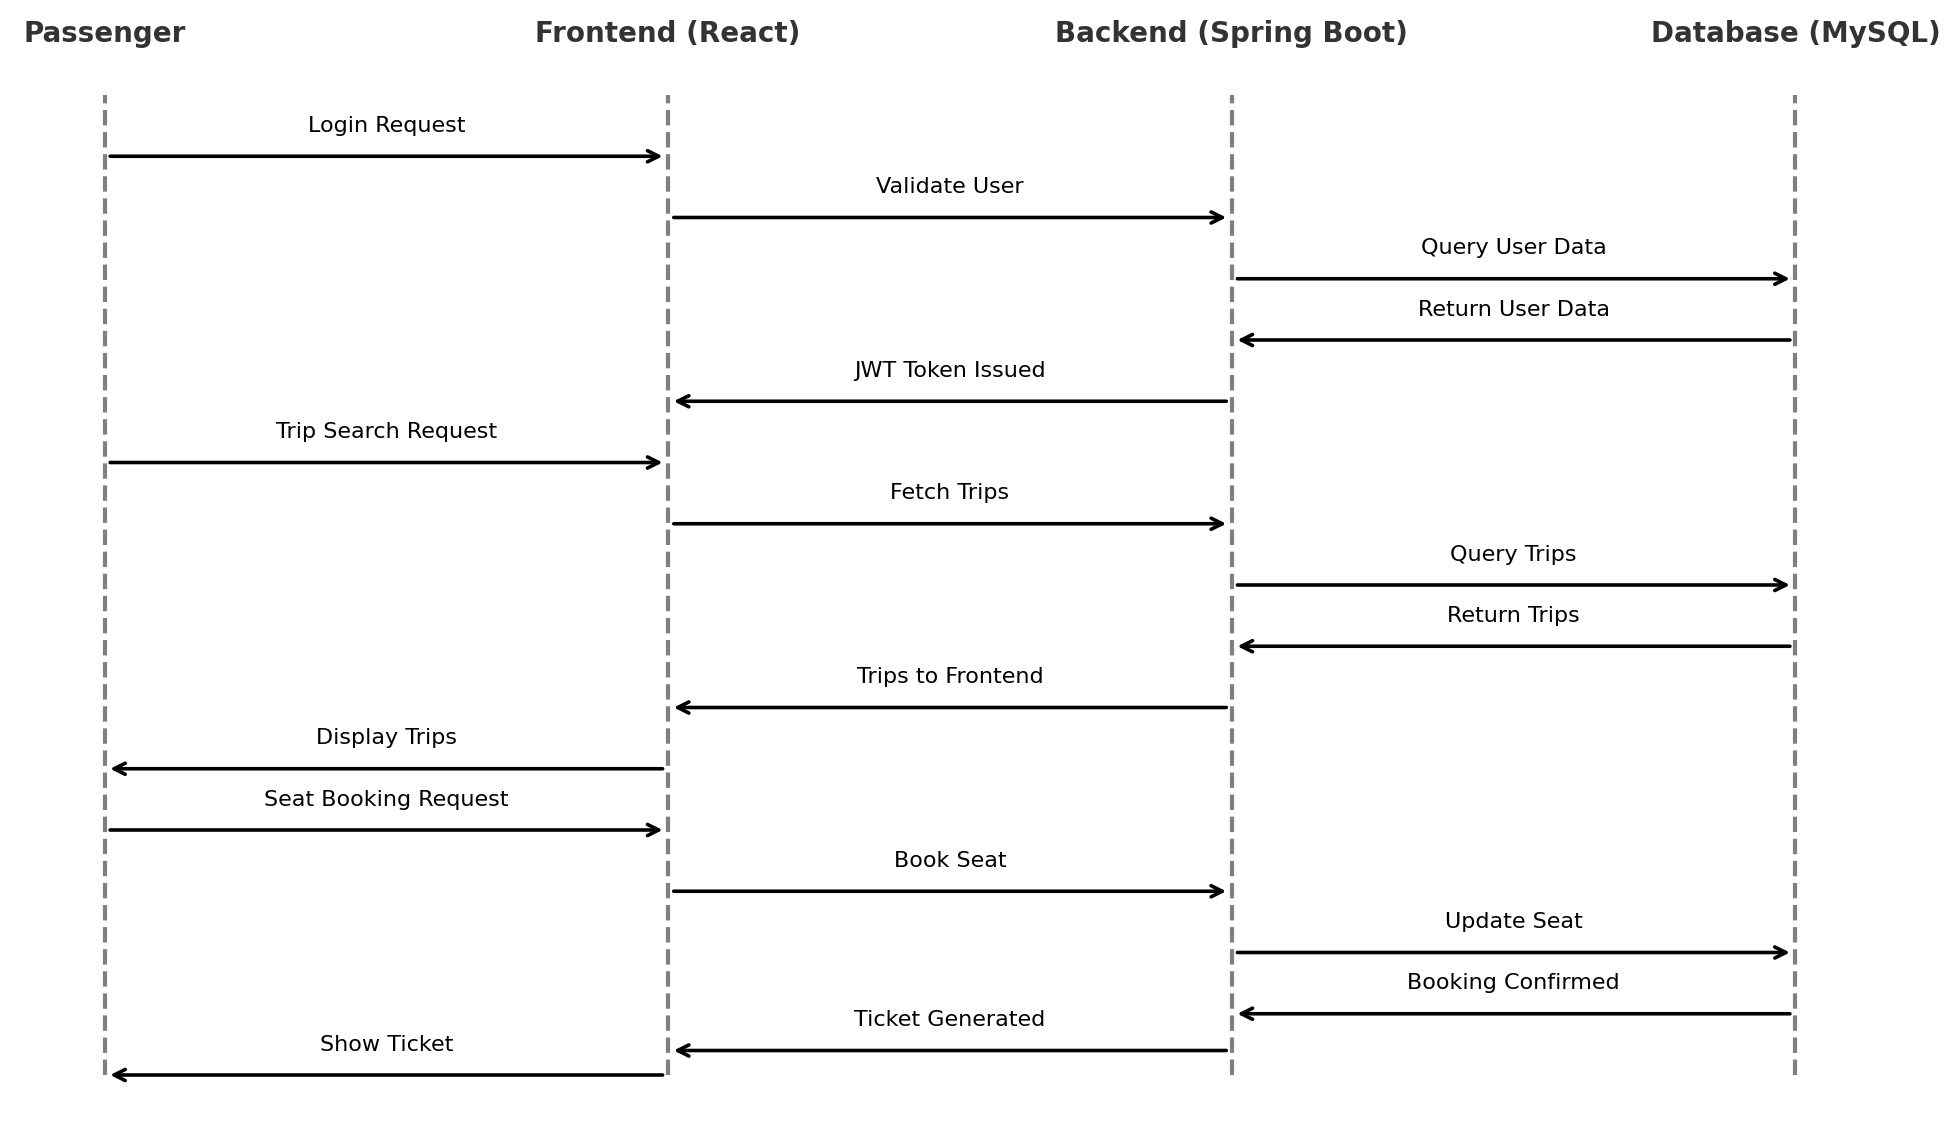 Passenger
Frontend (React)
Backend (Spring Boot)
Database (MySQL)
Login Request
Validate User
Query User Data
Return User Data
JWT Token Issued
Trip Search Request
Fetch Trips
Query Trips
Return Trips
Trips to Frontend
Display Trips
Seat Booking Request
Book Seat
Update Seat
Booking Confirmed
Ticket Generated
Show Ticket